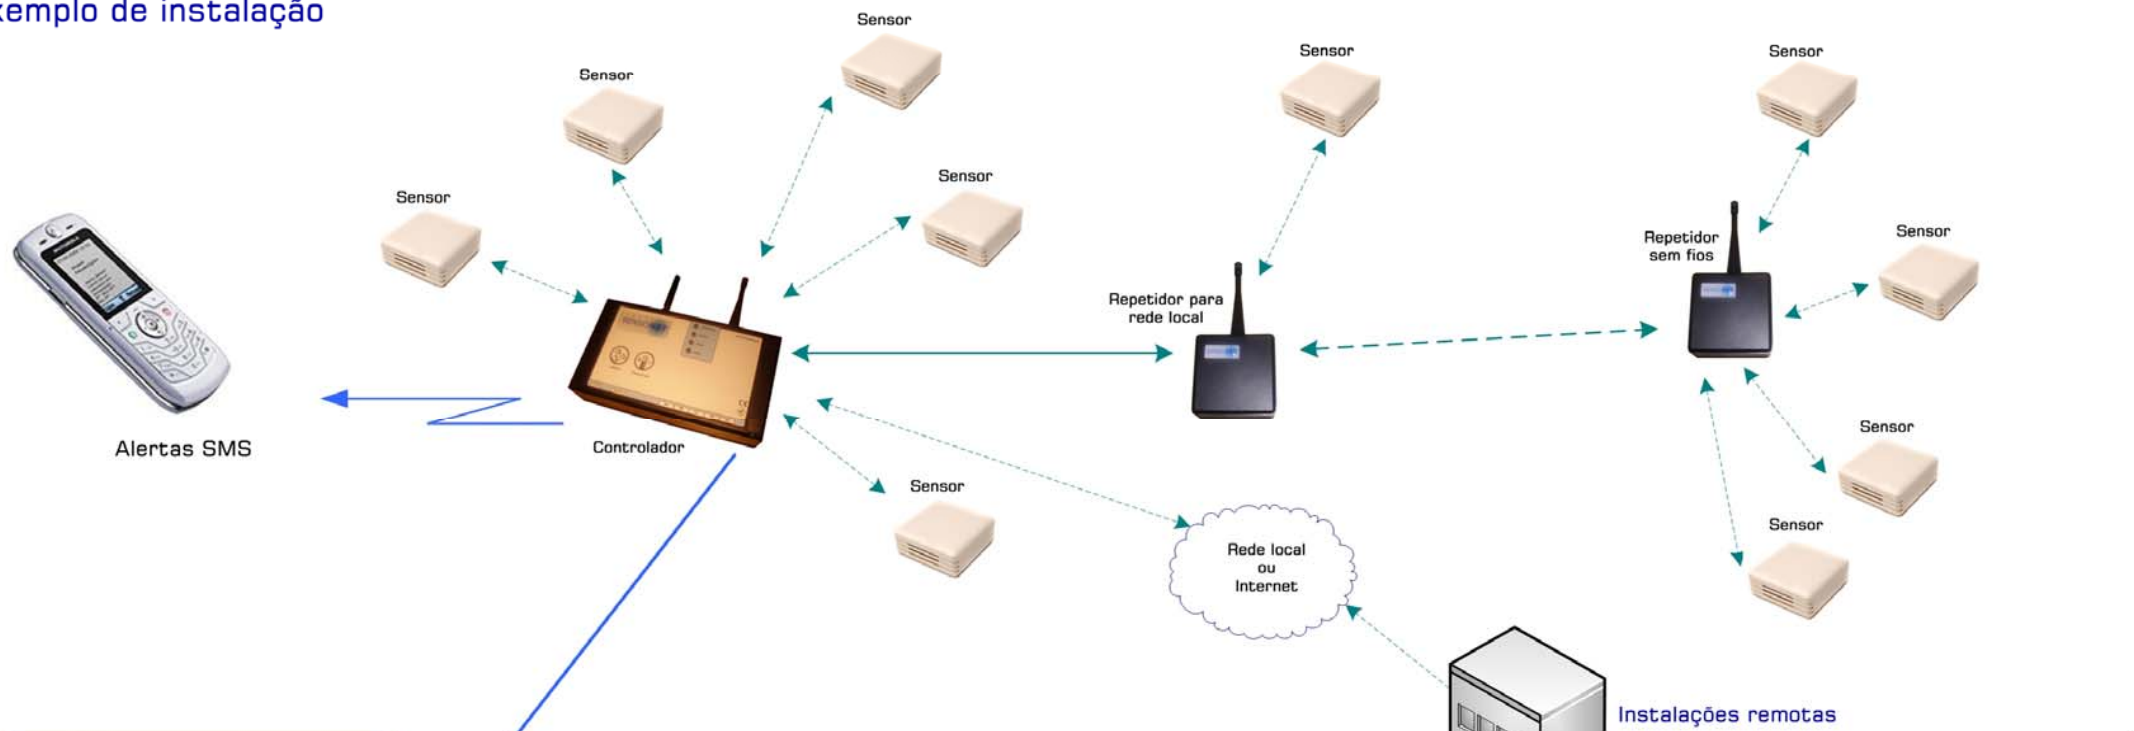 xemplo de instalação
Sensor
Sensor
Sensor
Sensor
Sensor
Sensor
Sensor
Repetidor
sem fios
Sensor
Repetidor para
rede local
Alertas SMS
Controlador
Sensor
Sensor
Sensor
Rede local
ou
Internet
Instalações remotas